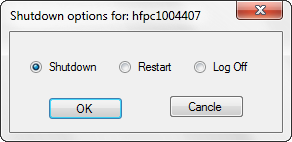 Shutdown options for: hfpc1004407
Shutdown Restart Log Off
OK Cancle